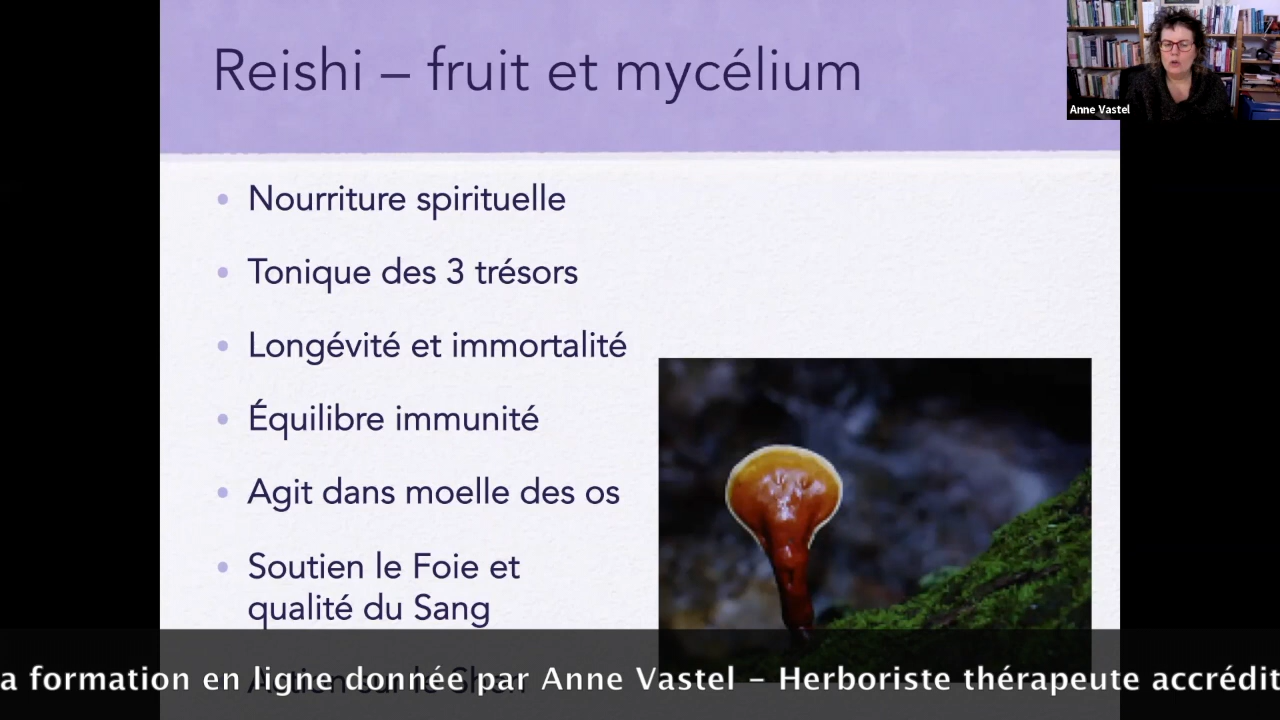 Reishi – fruit et mycélium
Anne Vastel
• Nourriture spirituelle
• Tonique des 3 trésors
• Longévité et immortalité
• Équilibre immunité
• Agit dans moelle des os
• Soutien le Foie et
qualité du Sang
a formation en ligne donnée par Anne Vastel – Herboriste thérapeute accrédit